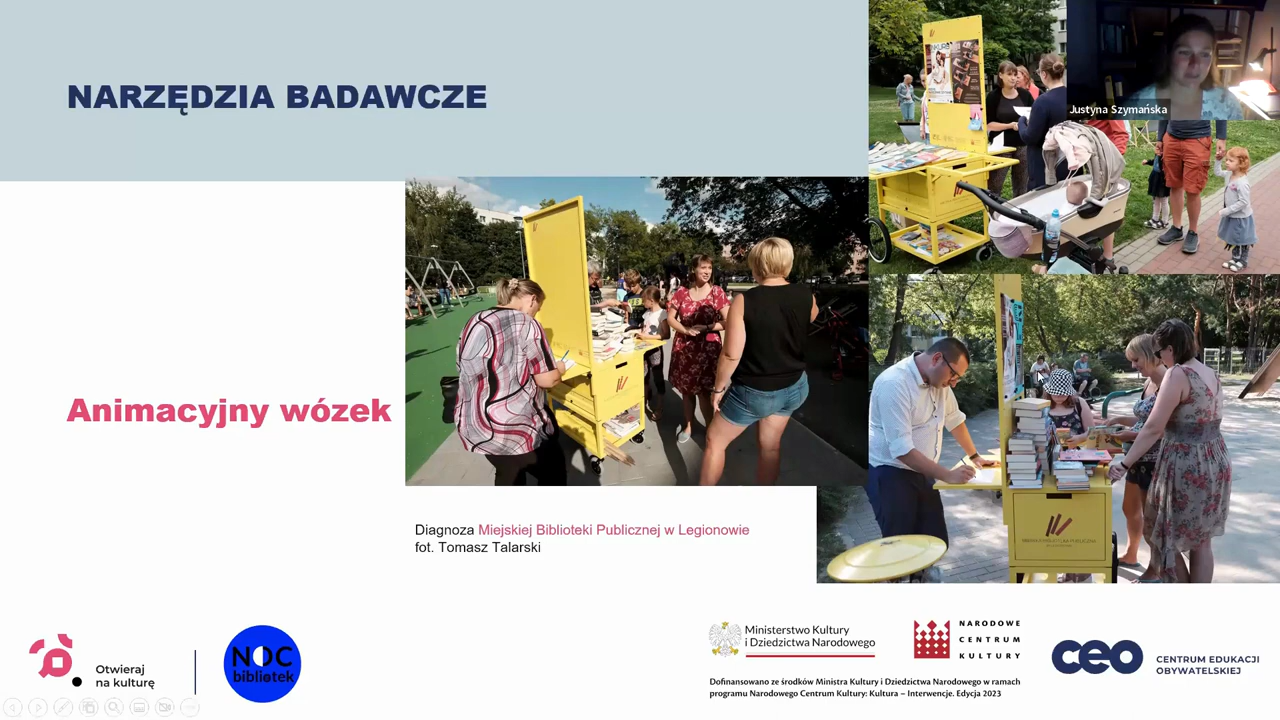 NARZĘDZIA BADAWCZE
Justyna Szymańska
Animacyjny wózek
Diagnoza Miejskiej Biblioteki Publicznej w Legionowie
fot. Tomasz Talarski
Otwieraj
na kulturę
NOC
bibliotek
Ministerstwo Kultury
i Dziedzictwa Narodowego
NARODOWE
CENTRUM
KULTURY
Dofinansowano ze środków Ministra Kultury i Dziedzictwa Narodowego w ramach
programu Narodowego Centrum Kultury: Kultura – Interwencje. Edycja 2023
ceo
CENTRUM EDUKACJI
OBYWATELSKIEJ